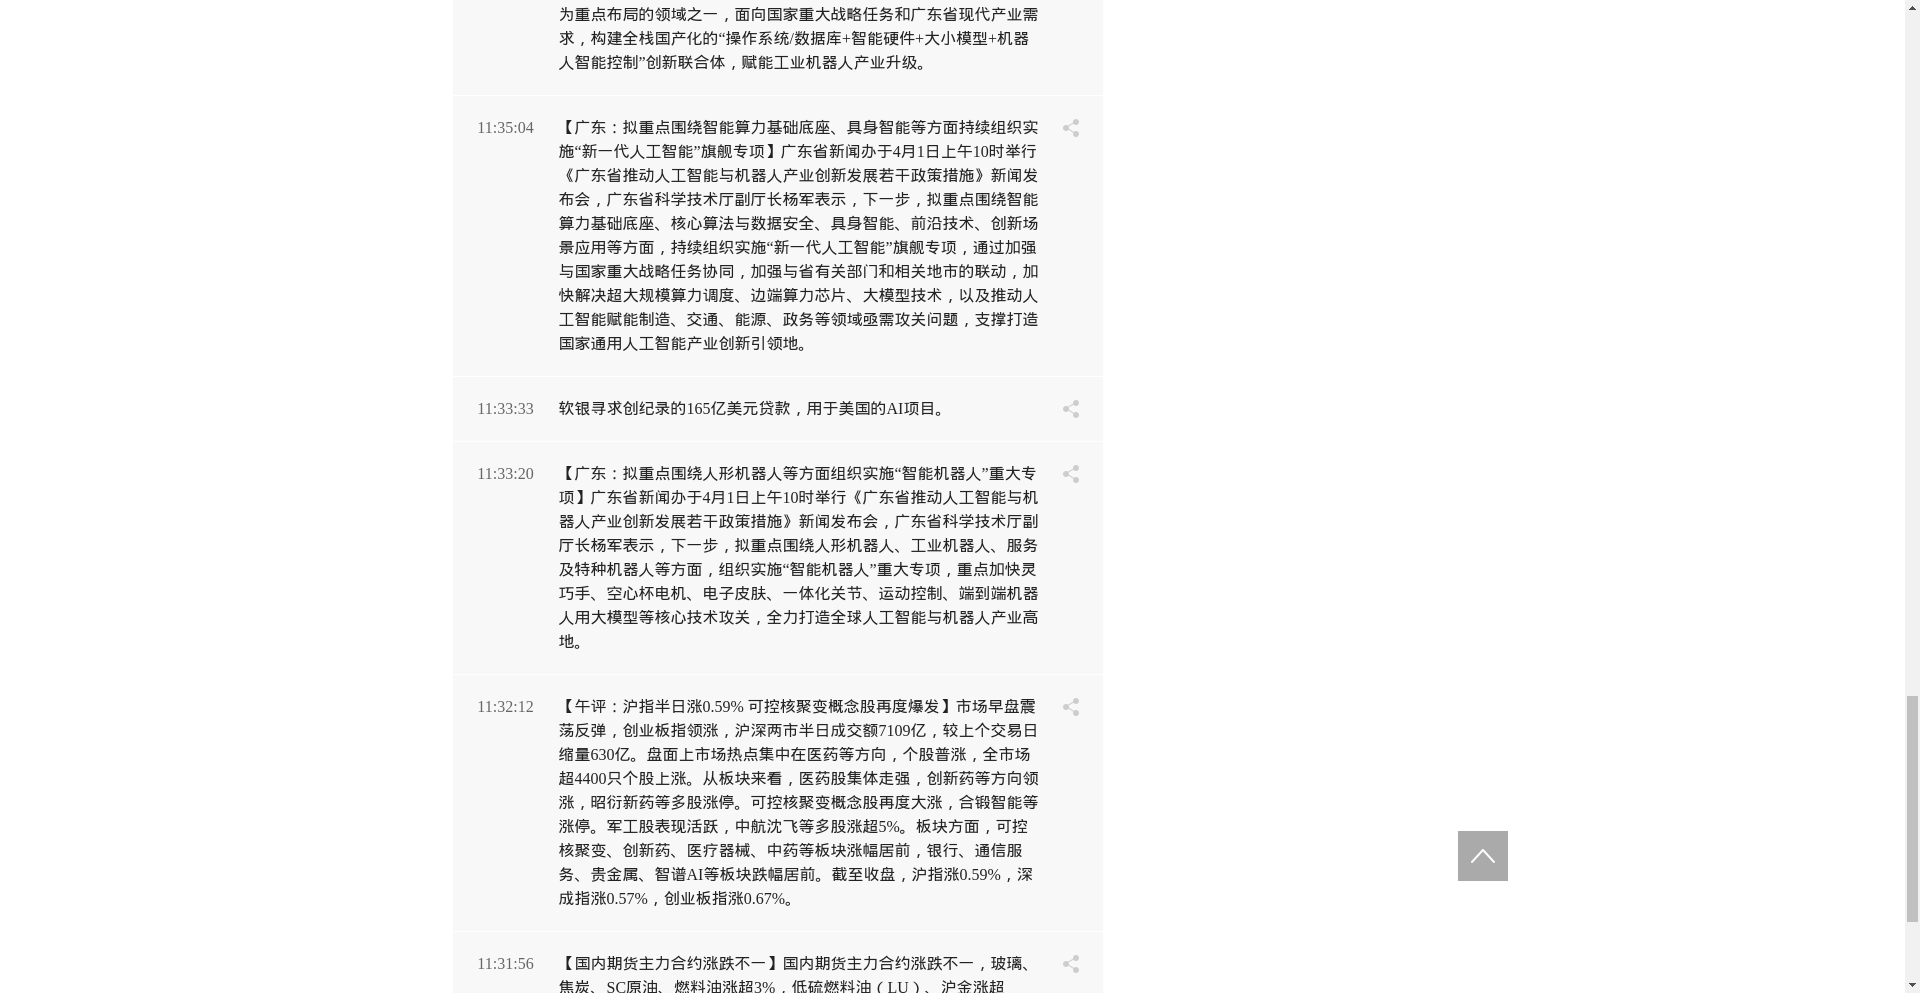 为重点布局的领域之一，面向国家重大战略任务和广东省现代产业需
求，构建全栈国产化的“操作系统/数据库+智能硬件+大小模型+机器
人智能控制”创新联合体，赋能工业机器人产业升级。
11:35:04
【广东：拟重点围绕智能算力基础底座、具身智能等方面持续组织实
施“新一代人工智能”旗舰专项】广东省新闻办于4月1日上午10时举行
《广东省推动人工智能与机器人产业创新发展若干政策措施》新闻发
布会，广东省科学技术厅副厅长杨军表示，下一步，拟重点围绕智能
算力基础底座、核心算法与数据安全、具身智能、前沿技术、创新场
景应用等方面，持续组织实施“新一代人工智能”旗舰专项，通过加强
与国家重大战略任务协同，加强与省有关部门和相关地市的联动，加
快解决超大规模算力调度、边端算力芯片、大模型技术，以及推动人
工智能赋能制造、交通、能源、政务等领域亟需攻关问题，支撑打造
国家通用人工智能产业创新引领地。
11:33:33
软银寻求创纪录的165亿美元贷款，用于美国的AI项目。
11:33:20
【广东：拟重点围绕人形机器人等方面组织实施“智能机器人”重大专
项】广东省新闻办于4月1日上午10时举行《广东省推动人工智能与机
器人产业创新发展若干政策措施》新闻发布会，广东省科学技术厅副
厅长杨军表示，下一步，拟重点围绕人形机器人、工业机器人、服务
及特种机器人等方面，组织实施“智能机器人”重大专项，重点加快灵
巧手、空心杯电机、电子皮肤、一体化关节、运动控制、端到端机器
人用大模型等核心技术攻关，全力打造全球人工智能与机器人产业高
地。
11:32:12
【午评：沪指半日涨0.59% 可控核聚变概念股再度爆发】市场早盘震
荡反弹，创业板指领涨，沪深两市半日成交额7109亿，较上个交易日
缩量630亿。盘面上市场热点集中在医药等方向，个股普涨，全市场
超4400只个股上涨。从板块来看，医药股集体走强，创新药等方向领
涨，昭衍新药等多股涨停。可控核聚变概念股再度大涨，合锻智能等
涨停。军工股表现活跃，中航沈飞等多股涨超5%。板块方面，可控
核聚变、创新药、医疗器械、中药等板块涨幅居前，银行、通信服
务、贵金属、智谱AI等板块跌幅居前。截至收盘，沪指涨0.59%，深
成指涨0.57%，创业板指涨0.67%。
11:31:56
【国内期货主力合约涨跌不一】国内期货主力合约涨跌不一，玻璃、
焦炭、SC原油、燃料油涨超3%，低硫燃料油（LU）、沪金涨超